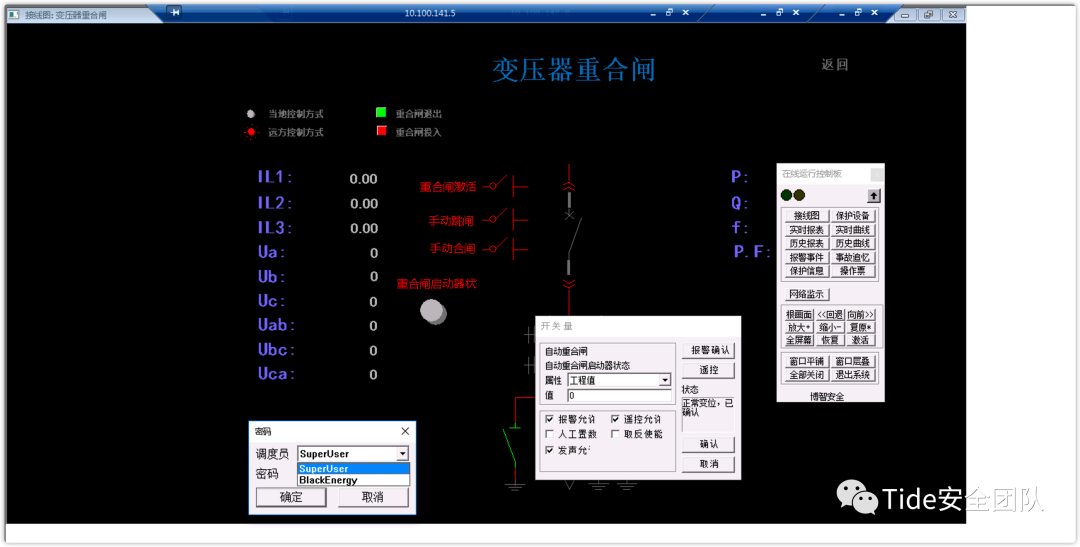 接线图: 变压器重合闸
10.100.141.5
变压器重合闸
返回
当地控制方式
重合闸退出
远方控制方式
重合闸投入
IL1: 0.00
IL2: 0.00
IL3: 0.00
Ua: 0
Ub: 0
Uc: 0
Uab: 0
Ubc: 0
Uca: 0
重合闸激活
手动跳闸
手动合闸
重合闸启动器状
P:
Q:
f:
P.F:
在线运行控制板
接线图 保护设备
实时报表 实时曲线
历史报表 历史曲线
报警事件 事故追忆
保护信息 操作票
网络监示
根画面 <<回退 向前>>
放大+ 缩小- 复原*
全屏幕 恢复 激活
窗口平铺 窗口层叠
全部关闭 退出系统
博智安全
开关量
自动重合闸
自动重合闸启动器状态
属性 工程值
值 0
报警允许 遥控允许
人工置数 取反使能
发声允
报警确认
遥控
状态
正常变位，已
确认
确认
取消
密码
调度员 SuperUser
SuperUser
密码
BlackEnergy
确定 取消
Tide安全团队